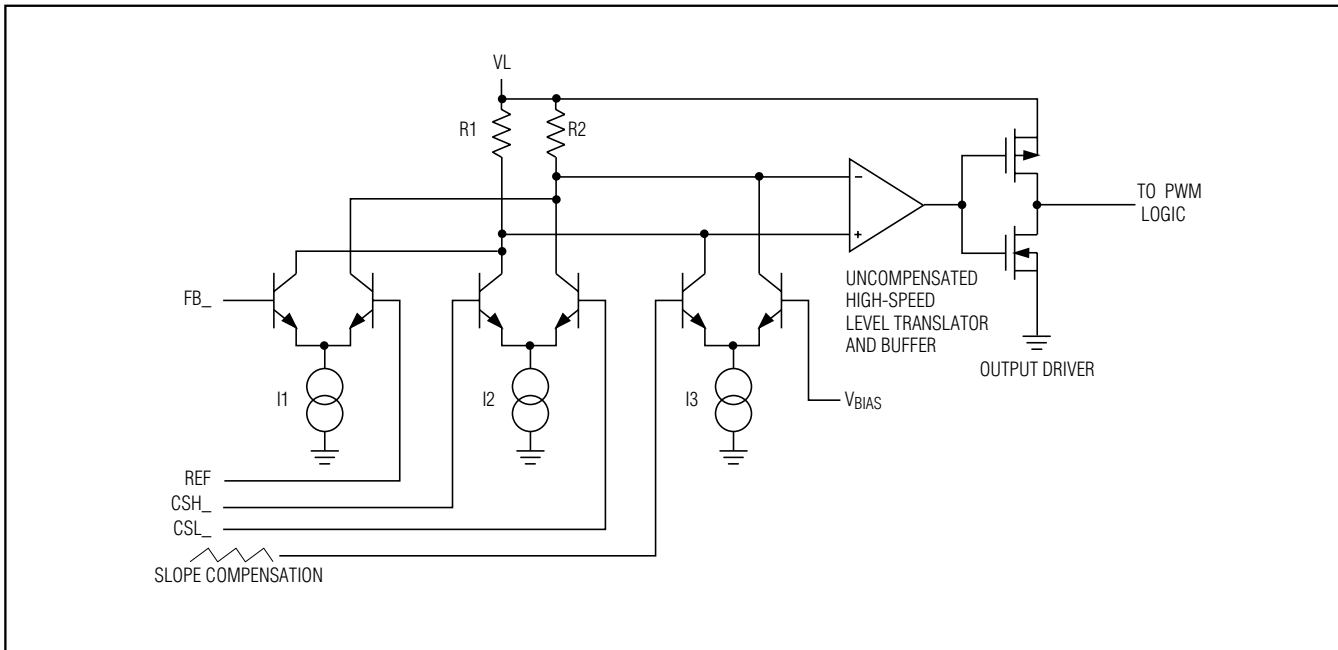 VL
R1
R2
−
+
TO PWM
LOGIC
FB_
UNCOMPENSATED
HIGH-SPEED
LEVEL TRANSLATOR
AND BUFFER
OUTPUT DRIVER
I1
I2
I3
VBIAS
REF
CSH_
CSL_
SLOPE COMPENSATION